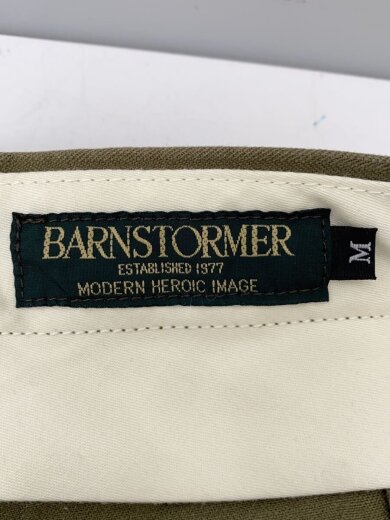 BARNSTORMER
ESTABLISHED 1977
MODERN HEROIC IMAGE
M